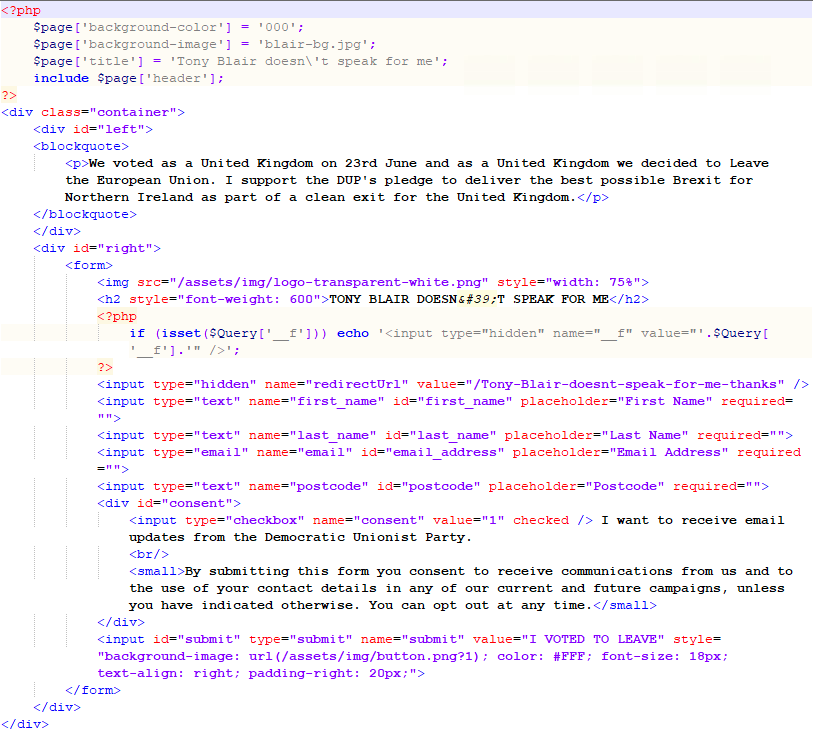 <?php
    $page['background-color'] = '000';
    $page['background-image'] = 'blair-bg.jpg';
    $page['title'] = 'Tony Blair doesn\'t speak for me';
    include $page['header'];
?>
<div class="container">
    <div id="left">
    <blockquote>
        <p>We voted as a United Kingdom on 23rd June and as a United Kingdom we decided to Leave
        the European Union. I support the DUP's pledge to deliver the best possible Brexit for
        Northern Ireland as part of a clean exit for the United Kingdom.</p>
    </blockquote>
    </div>
    <div id="right">
        <form>
            <img src="/assets/img/logo-transparent-white.png" style="width: 75%">
            <h2 style="font-weight: 600">TONY BLAIR DOESN&#39;T SPEAK FOR ME</h2>
            <?php
                if (isset($Query['__f'])) echo '<input type="hidden" name="__f" value="'.$Query[
                '__f'].'" />';
            ?>
            <input type="hidden" name="redirectUrl" value="/Tony-Blair-doesnt-speak-for-me-thanks" />
            <input type="text" name="first_name" id="first_name" placeholder="First Name" required=
            "">
            <input type="text" name="last_name" id="last_name" placeholder="Last Name" required="">
            <input type="email" name="email" id="email_address" placeholder="Email Address" required
            ="">
            <input type="text" name="postcode" id="postcode" placeholder="Postcode" required="">
            <div id="consent">
                <input type="checkbox" name="consent" value="1" checked /> I want to receive email
                updates from the Democratic Unionist Party.
                <br/>
                <small>By submitting this form you consent to receive communications from us and to
                the use of your contact details in any of our current and future campaigns, unless
                you have indicated otherwise. You can opt out at any time.</small>
            </div>
            <input id="submit" type="submit" name="submit" value="I VOTED TO LEAVE" style=
            "background-image: url(/assets/img/button.png?1); color: #FFF; font-size: 18px;
            text-align: right; padding-right: 20px;">
        </form>
    </div>
</div>